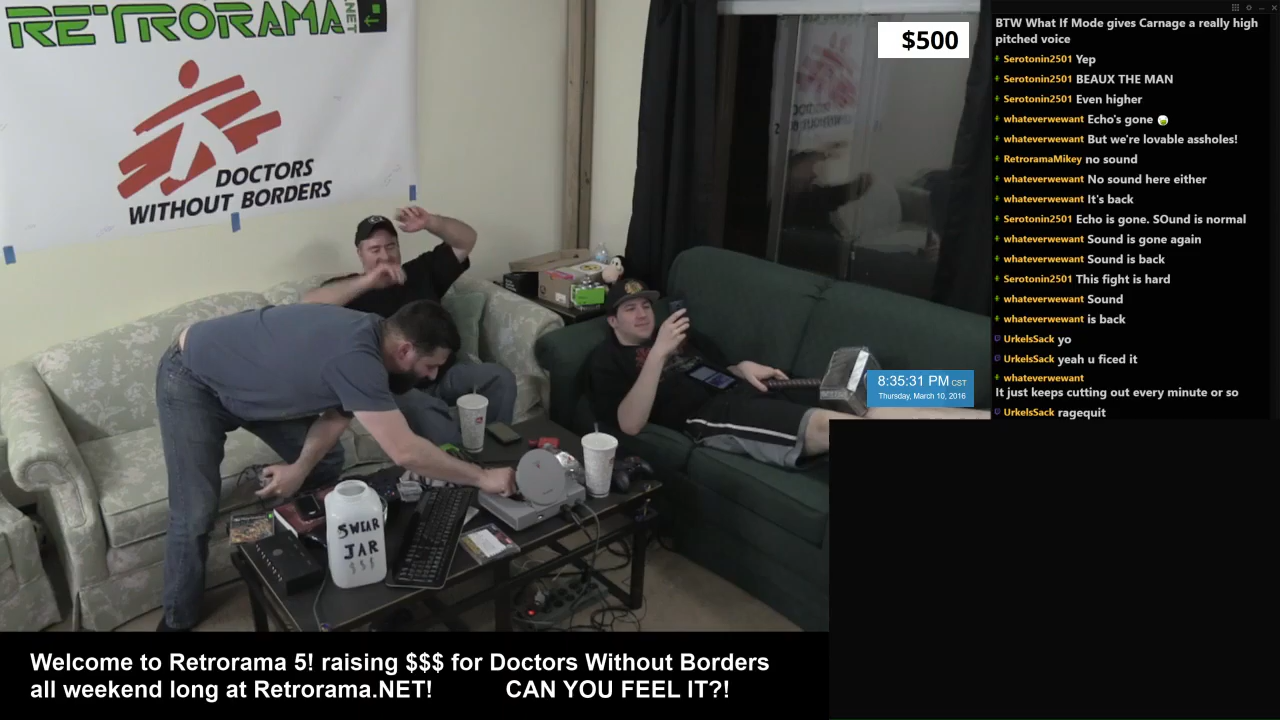 RETRORAMA.NET
DOCTORS
WITHOUT BORDERS
$500
SWEAR
JAR
$$$
8:35:31 PM CST
Thursday, March 10, 2016
Welcome to Retrorama 5! raising $$$ for Doctors Without Borders
all weekend long at Retrorama.NET! CAN YOU FEEL IT?!
BTW What If Mode gives Carnage a really high
pitched voice
Serotonin2501 Yep
Serotonin2501 BEAUX THE MAN
Serotonin2501 Even higher
whateverwewant Echo's gone
whateverwewant But we're lovable assholes!
RetroramaMikey no sound
whateverwewant No sound here either
whateverwewant It's back
Serotonin2501 Echo is gone. SOund is normal
whateverwewant Sound is gone again
whateverwewant Sound is back
Serotonin2501 This fight is hard
whateverwewant Sound
whateverwewant is back
UrkelsSack yo
UrkelsSack yeah u ficed it
whateverwewant
It just keeps cutting out every minute or so
UrkelsSack ragequit